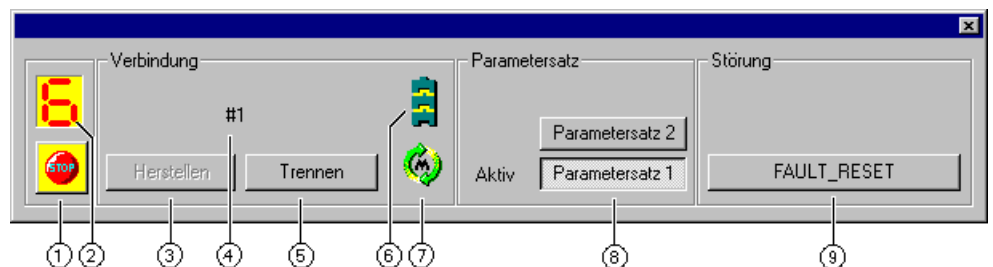 Verbindung
Parametersatz
Störung
6
#1
Parametersatz 2
STOP
Herstellen
Trennen
M
Aktiv
Parametersatz 1
FAULT_RESET
1 2 3 4 5 6 7 8 9